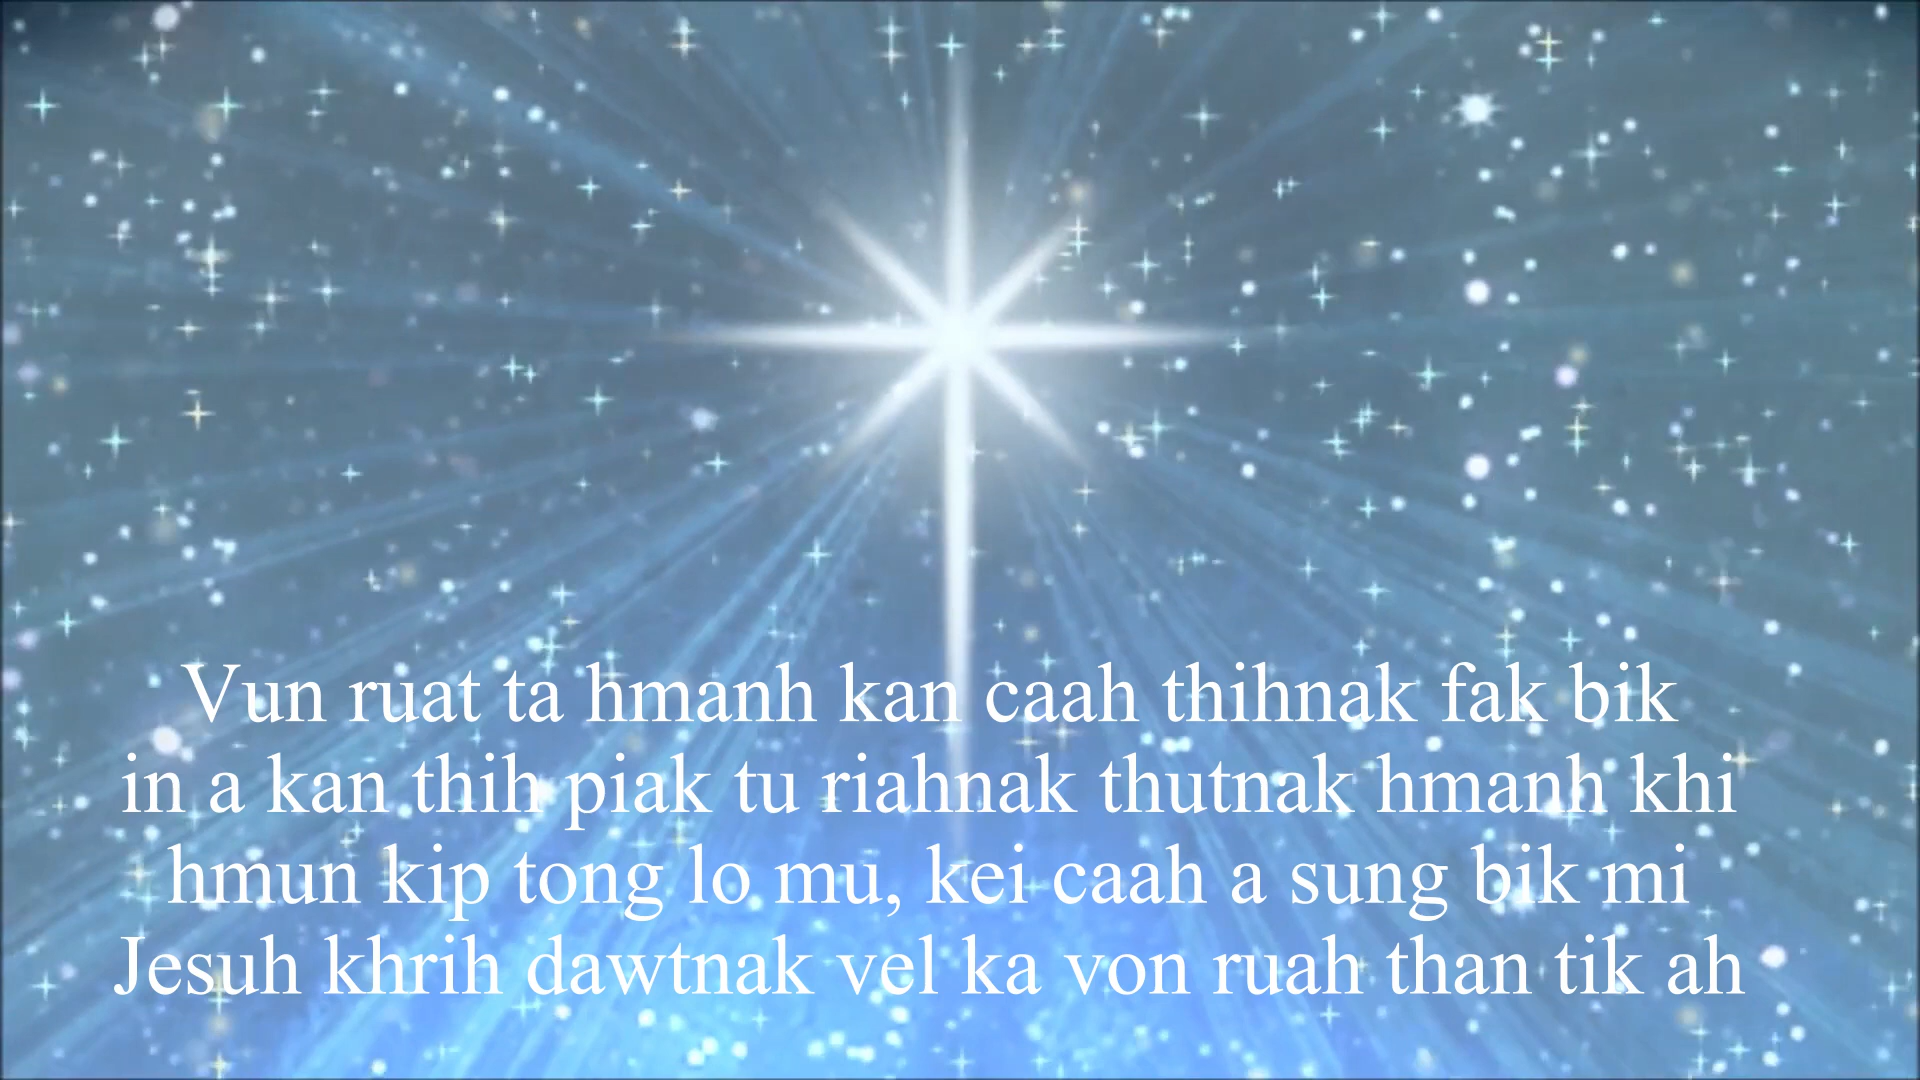 Vun ruat ta hmanh kan caah thihnak fak bik
in a kan thih piak tu riahnak thutnak hmanh khi
hmun kip tong lo mu, kei caah a sung bik mi
Jesuh khrih dawtnak vel ka von ruah than tik ah